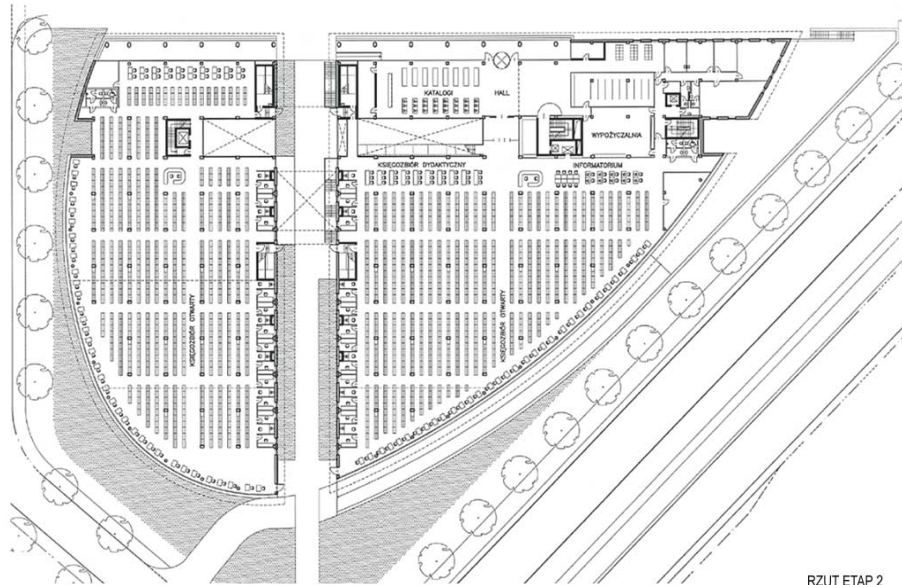 KATALOGI
HALL
WYPOŻYCZALNIA
KSIĘGOZBIÓR DYDAKTYCZNY
INFORMATORIUM
KSIĘGOZBIÓR OTWARTY
KSIĘGOZBIÓR OTWARTY
RZUT ETAP 2